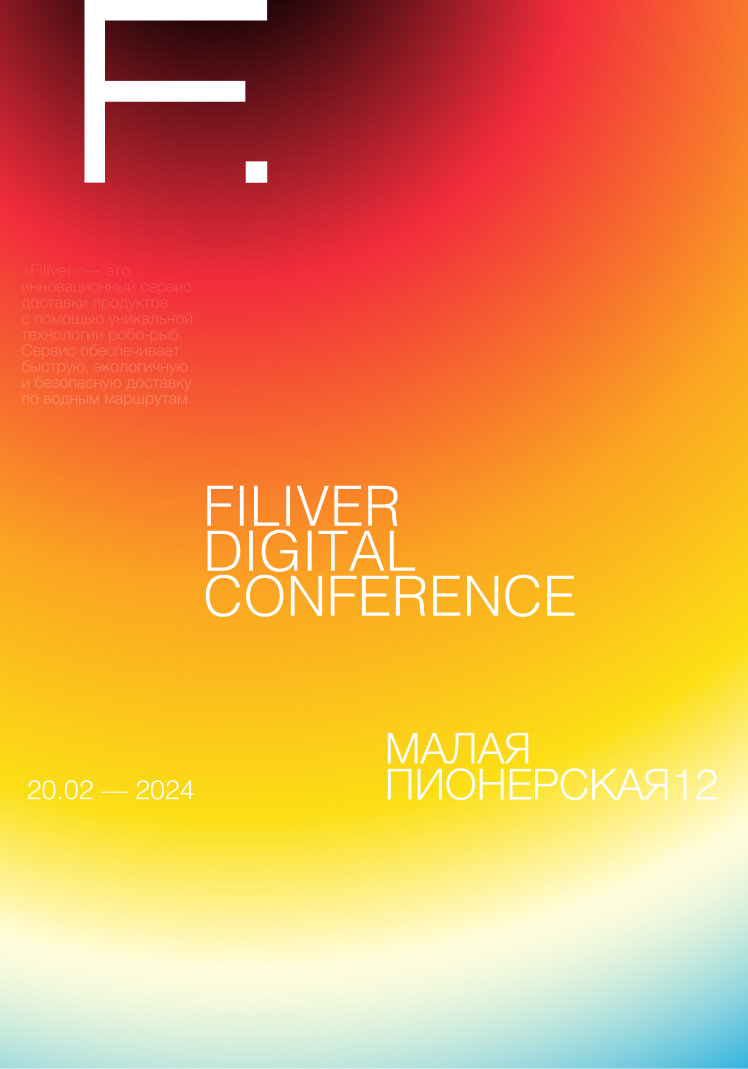 F.
«Filiver» — это
инновационный сервис
доставки продуктов
с помощью уникальной
технологии робо-рыб.
Сервис обеспечивает
быструю, экологичную
и безопасную доставку
по водным маршрутам.
FILIVER
DIGITAL
CONFERENCE
МАЛАЯ
ПИОНЕРСКАЯ12
20.02 — 2024